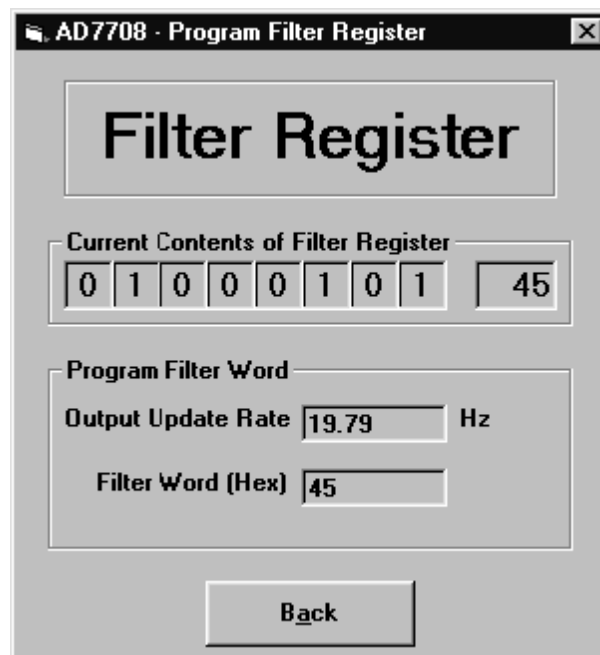 AD7708 - Program Filter Register
Filter Register
Current Contents of Filter Register
0 1 0 0 0 1 0 1 45
Program Filter Word
Output Update Rate 19.79 Hz
Filter Word (Hex) 45
Back